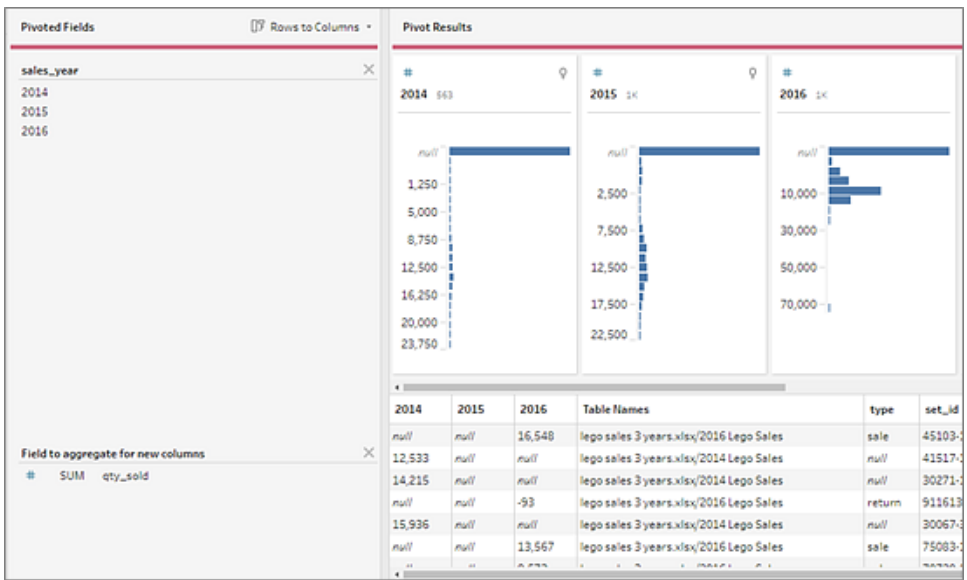 Pivoted Fields
Rows to Columns
sales_year
2014
2015
2016
Field to aggregate for new columns
# SUM qty_sold
Pivot Results
#
2014 563
null
1,250
5,000
8,750
12,500
16,250
20,000
23,750
#
2015 1K
null
2,500
7,500
12,500
17,500
22,500
#
2016 1K
null
10,000
30,000
50,000
70,000
2014 2015 2016 Table Names type set_id
null null 16,548 lego sales 3 years.xlsx/2016 Lego Sales sale 45103-
12,533 null null lego sales 3 years.xlsx/2014 Lego Sales null 41517-
14,215 null null lego sales 3 years.xlsx/2014 Lego Sales null 30271-
null null -93 lego sales 3 years.xlsx/2016 Lego Sales return 911613
15,936 null null lego sales 3 years.xlsx/2014 Lego Sales null 30067-
null null 13,567 lego sales 3 years.xlsx/2016 Lego Sales sale 75083-